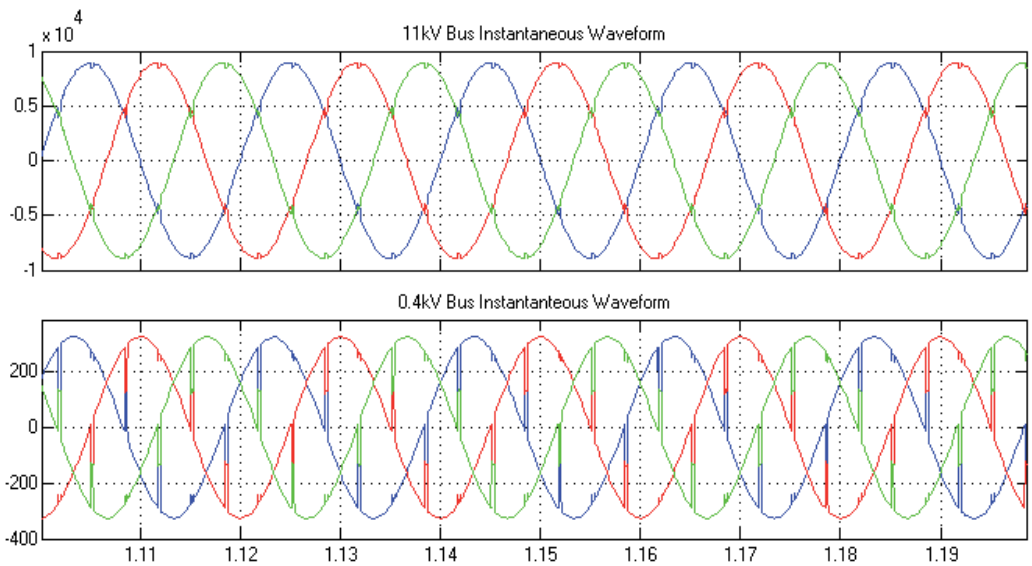 x 10^4
11kV Bus Instantaneous Waveform
1
0.5
0
-0.5
-1
0.4kV Bus Instantanteous Waveform
200
0
-200
-400
1.11 1.12 1.13 1.14 1.15 1.16 1.17 1.18 1.19